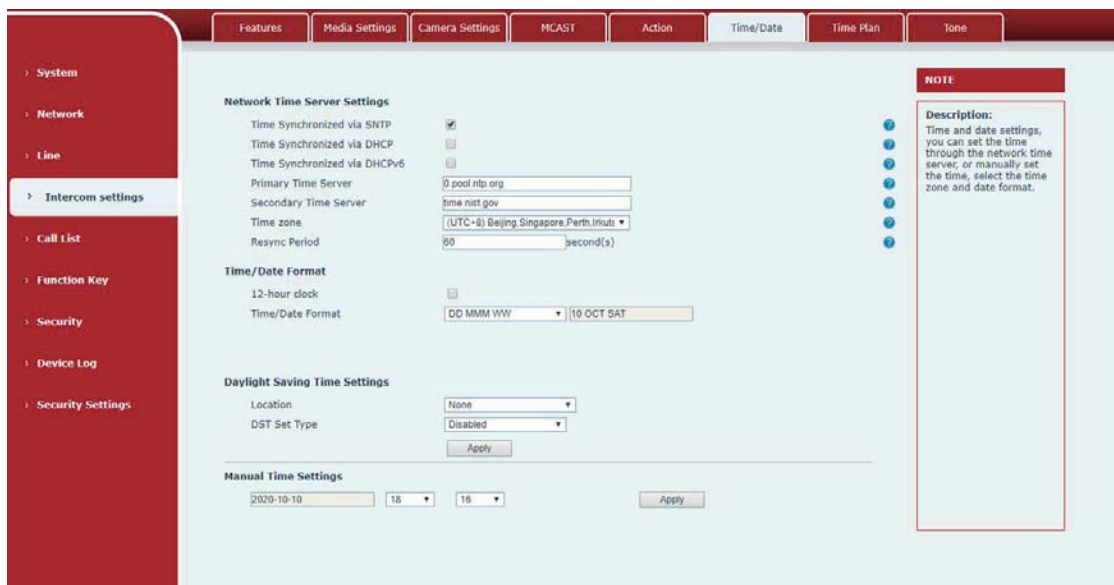 Features Media Settings Camera Settings MCAST Action Time/Date Time Plan Tone
› System
› Network
› Line
› Intercom settings
› Call List
› Function Key
› Security
› Device Log
› Security Settings
Network Time Server Settings
Time Synchronized via SNTP
Time Synchronized via DHCP
Time Synchronized via DHCPv6
Primary Time Server 0.pool.ntp.org
Secondary Time Server time.nist.gov
Time zone (UTC+8) Beijing,Singapore,Perth,Irkuts
Resync Period 60 second(s)
Time/Date Format
12-hour clock
Time/Date Format DD MMM WW 10 OCT SAT
Daylight Saving Time Settings
Location None
DST Set Type Disabled
Apply
Manual Time Settings
2020-10-10 18 16 Apply
NOTE
Description:
Time and date settings,
you can set the time
through the network time
server, or manually set
the time, select the time
zone and date format.